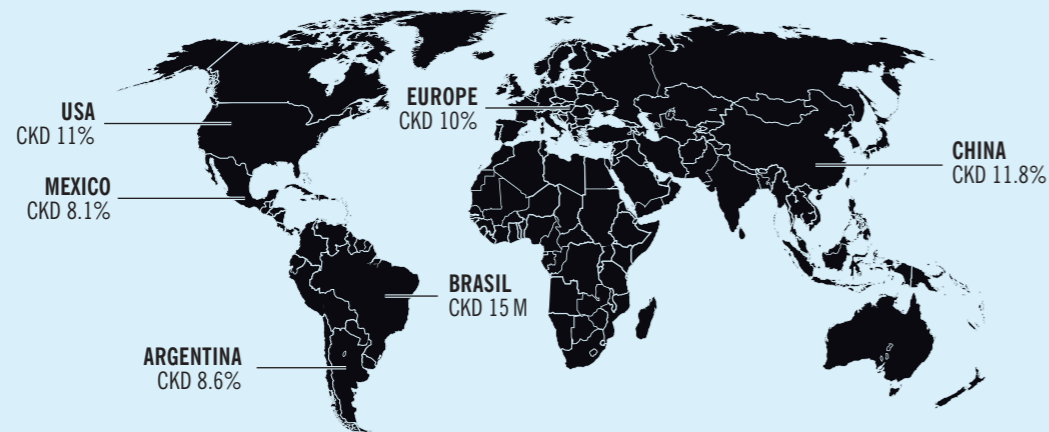 USA
CKD 11%
MEXICO
CKD 8.1%
EUROPE
CKD 10%
CHINA
CKD 11.8%
BRASIL
CKD 15 M
ARGENTINA
CKD 8.6%